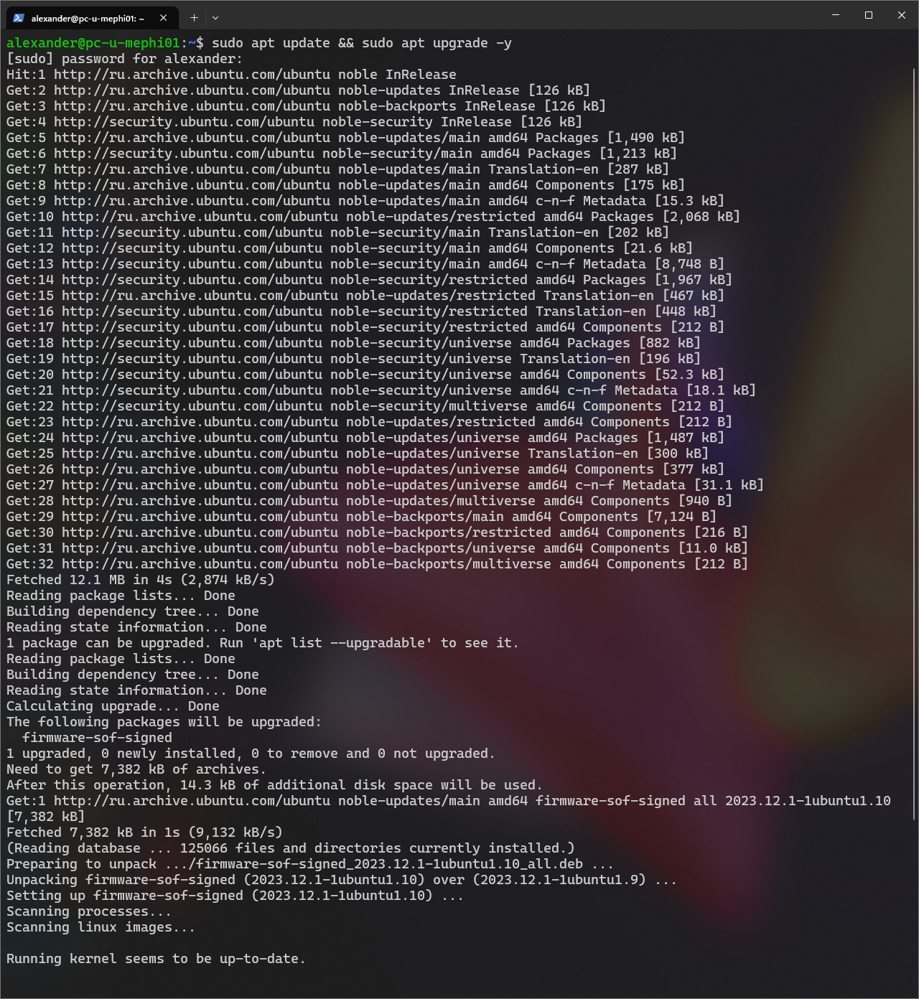 alexander@pc-u-mephi01: ~
alexander@pc-u-mephi01:~$ sudo apt update && sudo apt upgrade -y
[sudo] password for alexander:
Hit:1 http://ru.archive.ubuntu.com/ubuntu noble InRelease
Get:2 http://ru.archive.ubuntu.com/ubuntu noble-updates InRelease [126 kB]
Get:3 http://ru.archive.ubuntu.com/ubuntu noble-backports InRelease [126 kB]
Get:4 http://security.ubuntu.com/ubuntu noble-security InRelease [126 kB]
Get:5 http://ru.archive.ubuntu.com/ubuntu noble-updates/main amd64 Packages [1,490 kB]
Get:6 http://security.ubuntu.com/ubuntu noble-security/main amd64 Packages [1,213 kB]
Get:7 http://ru.archive.ubuntu.com/ubuntu noble-updates/main Translation-en [287 kB]
Get:8 http://ru.archive.ubuntu.com/ubuntu noble-updates/main amd64 Components [175 kB]
Get:9 http://ru.archive.ubuntu.com/ubuntu noble-updates/main amd64 c-n-f Metadata [15.3 kB]
Get:10 http://ru.archive.ubuntu.com/ubuntu noble-updates/restricted amd64 Packages [2,068 kB]
Get:11 http://security.ubuntu.com/ubuntu noble-security/main Translation-en [202 kB]
Get:12 http://security.ubuntu.com/ubuntu noble-security/main amd64 Components [21.6 kB]
Get:13 http://security.ubuntu.com/ubuntu noble-security/main amd64 c-n-f Metadata [8,748 B]
Get:14 http://security.ubuntu.com/ubuntu noble-security/restricted amd64 Packages [1,967 kB]
Get:15 http://ru.archive.ubuntu.com/ubuntu noble-updates/restricted Translation-en [467 kB]
Get:16 http://security.ubuntu.com/ubuntu noble-security/restricted Translation-en [448 kB]
Get:17 http://security.ubuntu.com/ubuntu noble-security/restricted amd64 Components [212 B]
Get:18 http://security.ubuntu.com/ubuntu noble-security/universe amd64 Packages [882 kB]
Get:19 http://security.ubuntu.com/ubuntu noble-security/universe Translation-en [196 kB]
Get:20 http://security.ubuntu.com/ubuntu noble-security/universe amd64 Components [52.3 kB]
Get:21 http://security.ubuntu.com/ubuntu noble-security/universe amd64 c-n-f Metadata [18.1 kB]
Get:22 http://security.ubuntu.com/ubuntu noble-security/multiverse amd64 Components [212 B]
Get:23 http://ru.archive.ubuntu.com/ubuntu noble-updates/restricted amd64 Components [212 B]
Get:24 http://ru.archive.ubuntu.com/ubuntu noble-updates/universe amd64 Packages [1,487 kB]
Get:25 http://ru.archive.ubuntu.com/ubuntu noble-updates/universe Translation-en [300 kB]
Get:26 http://ru.archive.ubuntu.com/ubuntu noble-updates/universe amd64 Components [377 kB]
Get:27 http://ru.archive.ubuntu.com/ubuntu noble-updates/universe amd64 c-n-f Metadata [31.1 kB]
Get:28 http://ru.archive.ubuntu.com/ubuntu noble-updates/multiverse amd64 Components [940 B]
Get:29 http://ru.archive.ubuntu.com/ubuntu noble-backports/main amd64 Components [7,124 B]
Get:30 http://ru.archive.ubuntu.com/ubuntu noble-backports/restricted amd64 Components [216 B]
Get:31 http://ru.archive.ubuntu.com/ubuntu noble-backports/universe amd64 Components [11.0 kB]
Get:32 http://ru.archive.ubuntu.com/ubuntu noble-backports/multiverse amd64 Components [212 B]
Fetched 12.1 MB in 4s (2,874 kB/s)
Reading package lists... Done
Building dependency tree... Done
Reading state information... Done
1 package can be upgraded. Run 'apt list --upgradable' to see it.
Reading package lists... Done
Building dependency tree... Done
Reading state information... Done
Calculating upgrade... Done
The following packages will be upgraded:
  firmware-sof-signed
1 upgraded, 0 newly installed, 0 to remove and 0 not upgraded.
Need to get 7,382 kB of archives.
After this operation, 14.3 kB of additional disk space will be used.
Get:1 http://ru.archive.ubuntu.com/ubuntu noble-updates/main amd64 firmware-sof-signed all 2023.12.1-1ubuntu1.10
[7,382 kB]
Fetched 7,382 kB in 1s (9,132 kB/s)
(Reading database ... 125066 files and directories currently installed.)
Preparing to unpack .../firmware-sof-signed_2023.12.1-1ubuntu1.10_all.deb ...
Unpacking firmware-sof-signed (2023.12.1-1ubuntu1.10) over (2023.12.1-1ubuntu1.9) ...
Setting up firmware-sof-signed (2023.12.1-1ubuntu1.10) ...
Scanning processes...
Scanning linux images...

Running kernel seems to be up-to-date.